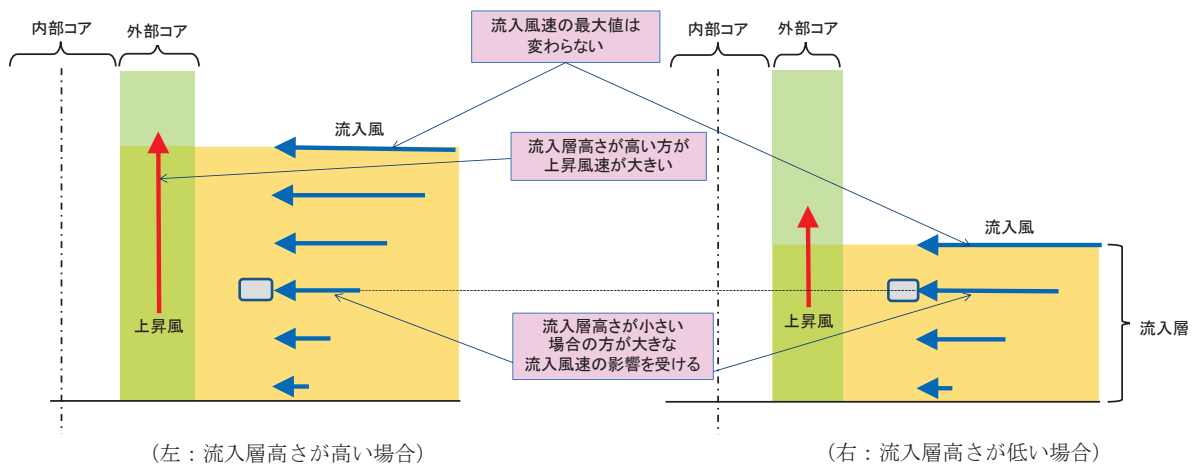 内部コア
外部コア
流入風速の最大値は
変わらない
内部コア
外部コア
流入風
流入層高さが高い方が
上昇風速が大きい
流入風
上昇風
流入層高さが小さい
場合の方が大きな
流入風速の影響を受ける
上昇風
流入層
（左：流入層高さが高い場合）
（右：流入層高さが低い場合）